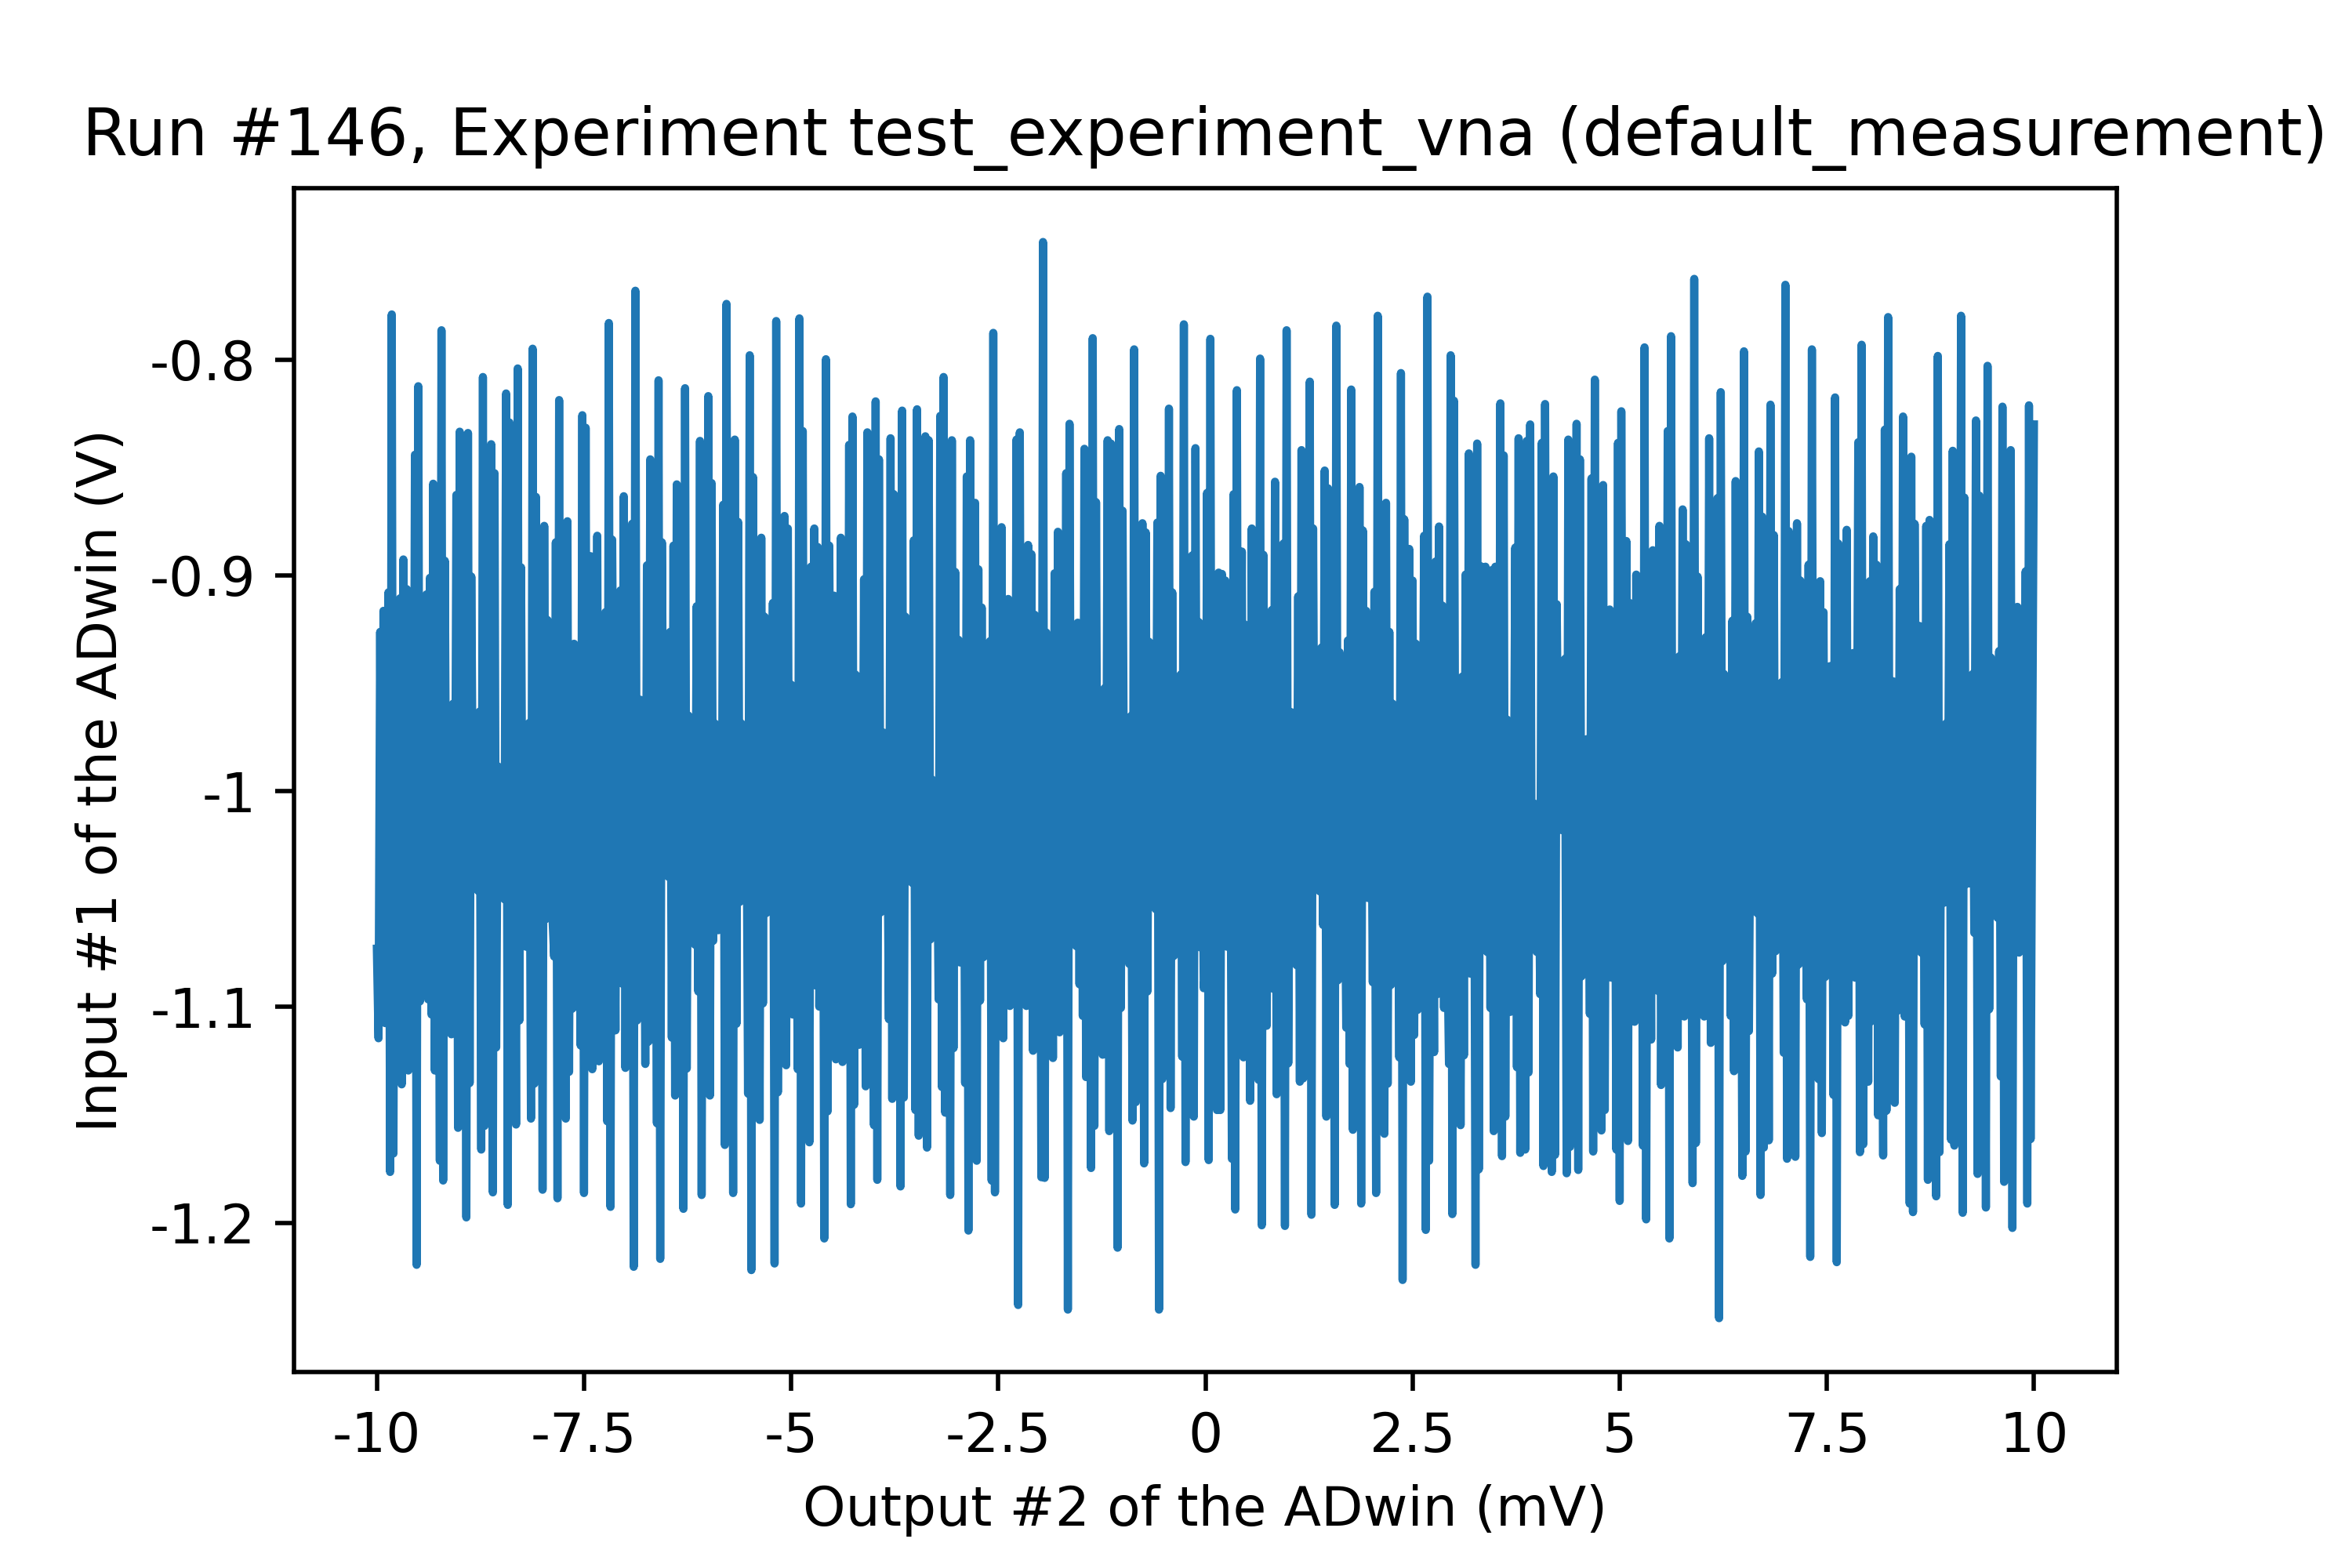 Run #146, Experiment test_experiment_vna (default_measurement)
Input #1 of the ADwin (V)
-0.8
-0.9
-1
-1.1
-1.2
-10 -7.5 -5 -2.5 0 2.5 5 7.5 10
Output #2 of the ADwin (mV)